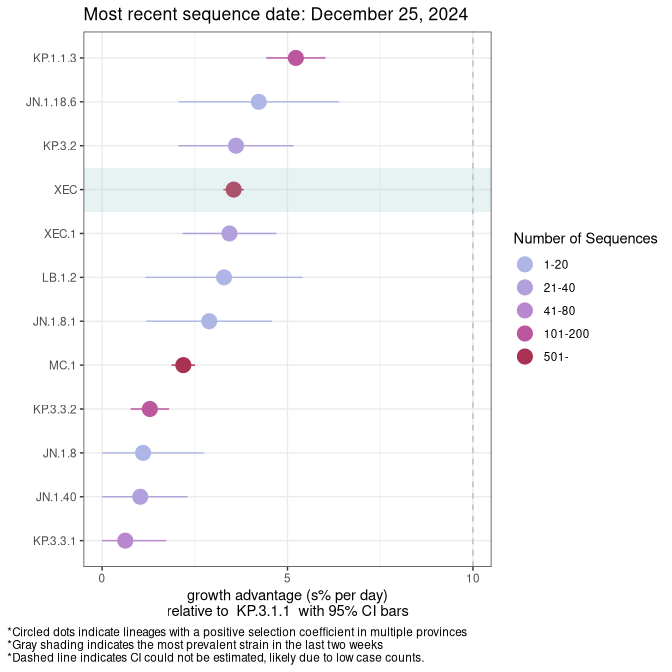 Most recent sequence date: December 25, 2024
KP.1.1.3
JN.1.18.6
KP.3.2
XEC
XEC.1
LB.1.2
JN.1.8.1
MC.1
KP.3.3.2
JN.1.8
JN.1.40
KP.3.3.1
0
5
10
growth advantage (s% per day)
relative to KP.3.1.1 with 95% CI bars
Number of Sequences
1-20
21-40
41-80
101-200
501-
*Circled dots indicate lineages with a positive selection coefficient in multiple provinces
*Gray shading indicates the most prevalent strain in the last two weeks
*Dashed line indicates CI could not be estimated, likely due to low case counts.